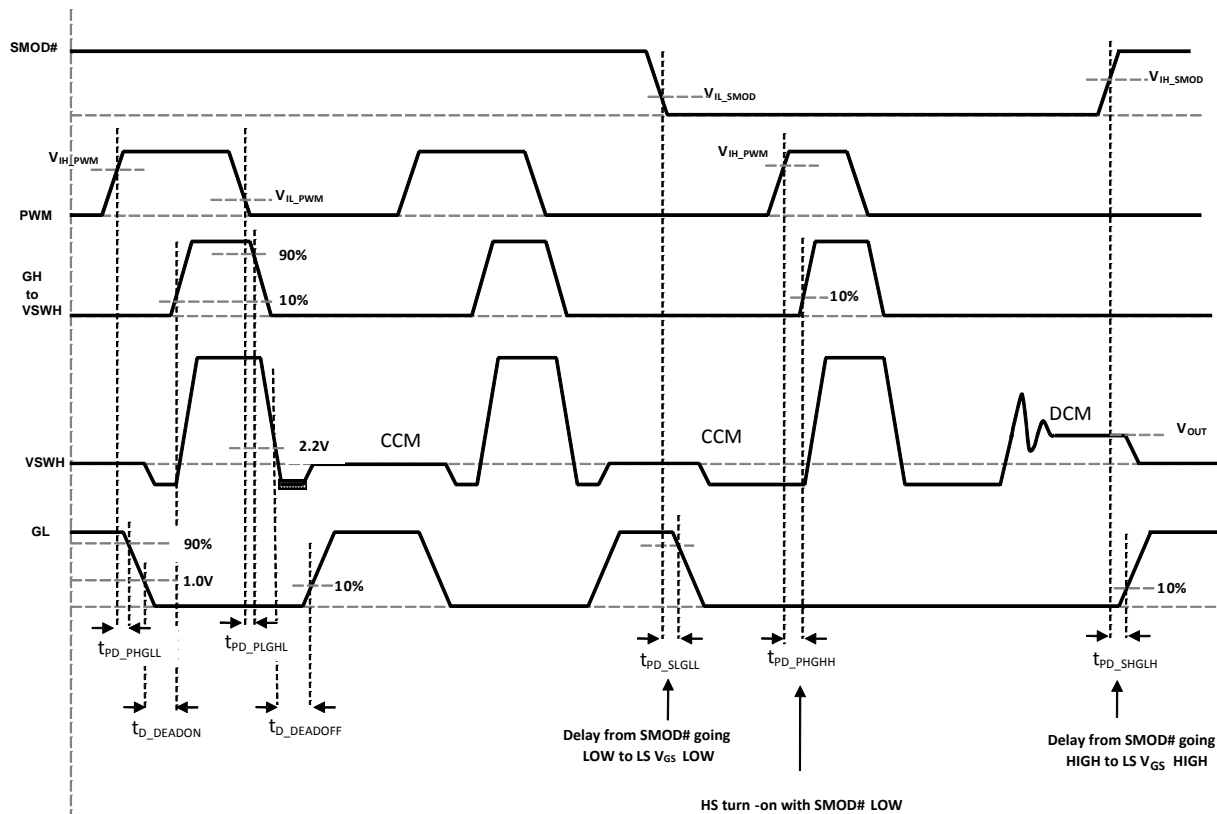 SMOD#
V_IL_SMOD
V_IH_SMOD
V_IH_PWM
V_IL_PWM
V_IH_PWM
PWM
90%
10%
10%
GH
to
VSWH
2.2V
CCM
CCM
DCM
V_OUT
VSWH
GL
90%
1.0V
10%
10%
t_PD_PHGLL
t_PD_PLGHL
t_PD_SLGLL
t_PD_PHGHH
t_PD_SHGLH
t_D_DEADON
t_D_DEADOFF
Delay from SMOD# going
LOW to LS V_GS LOW
Delay from SMOD# going
HIGH to LS V_GS HIGH
HS turn -on with SMOD# LOW